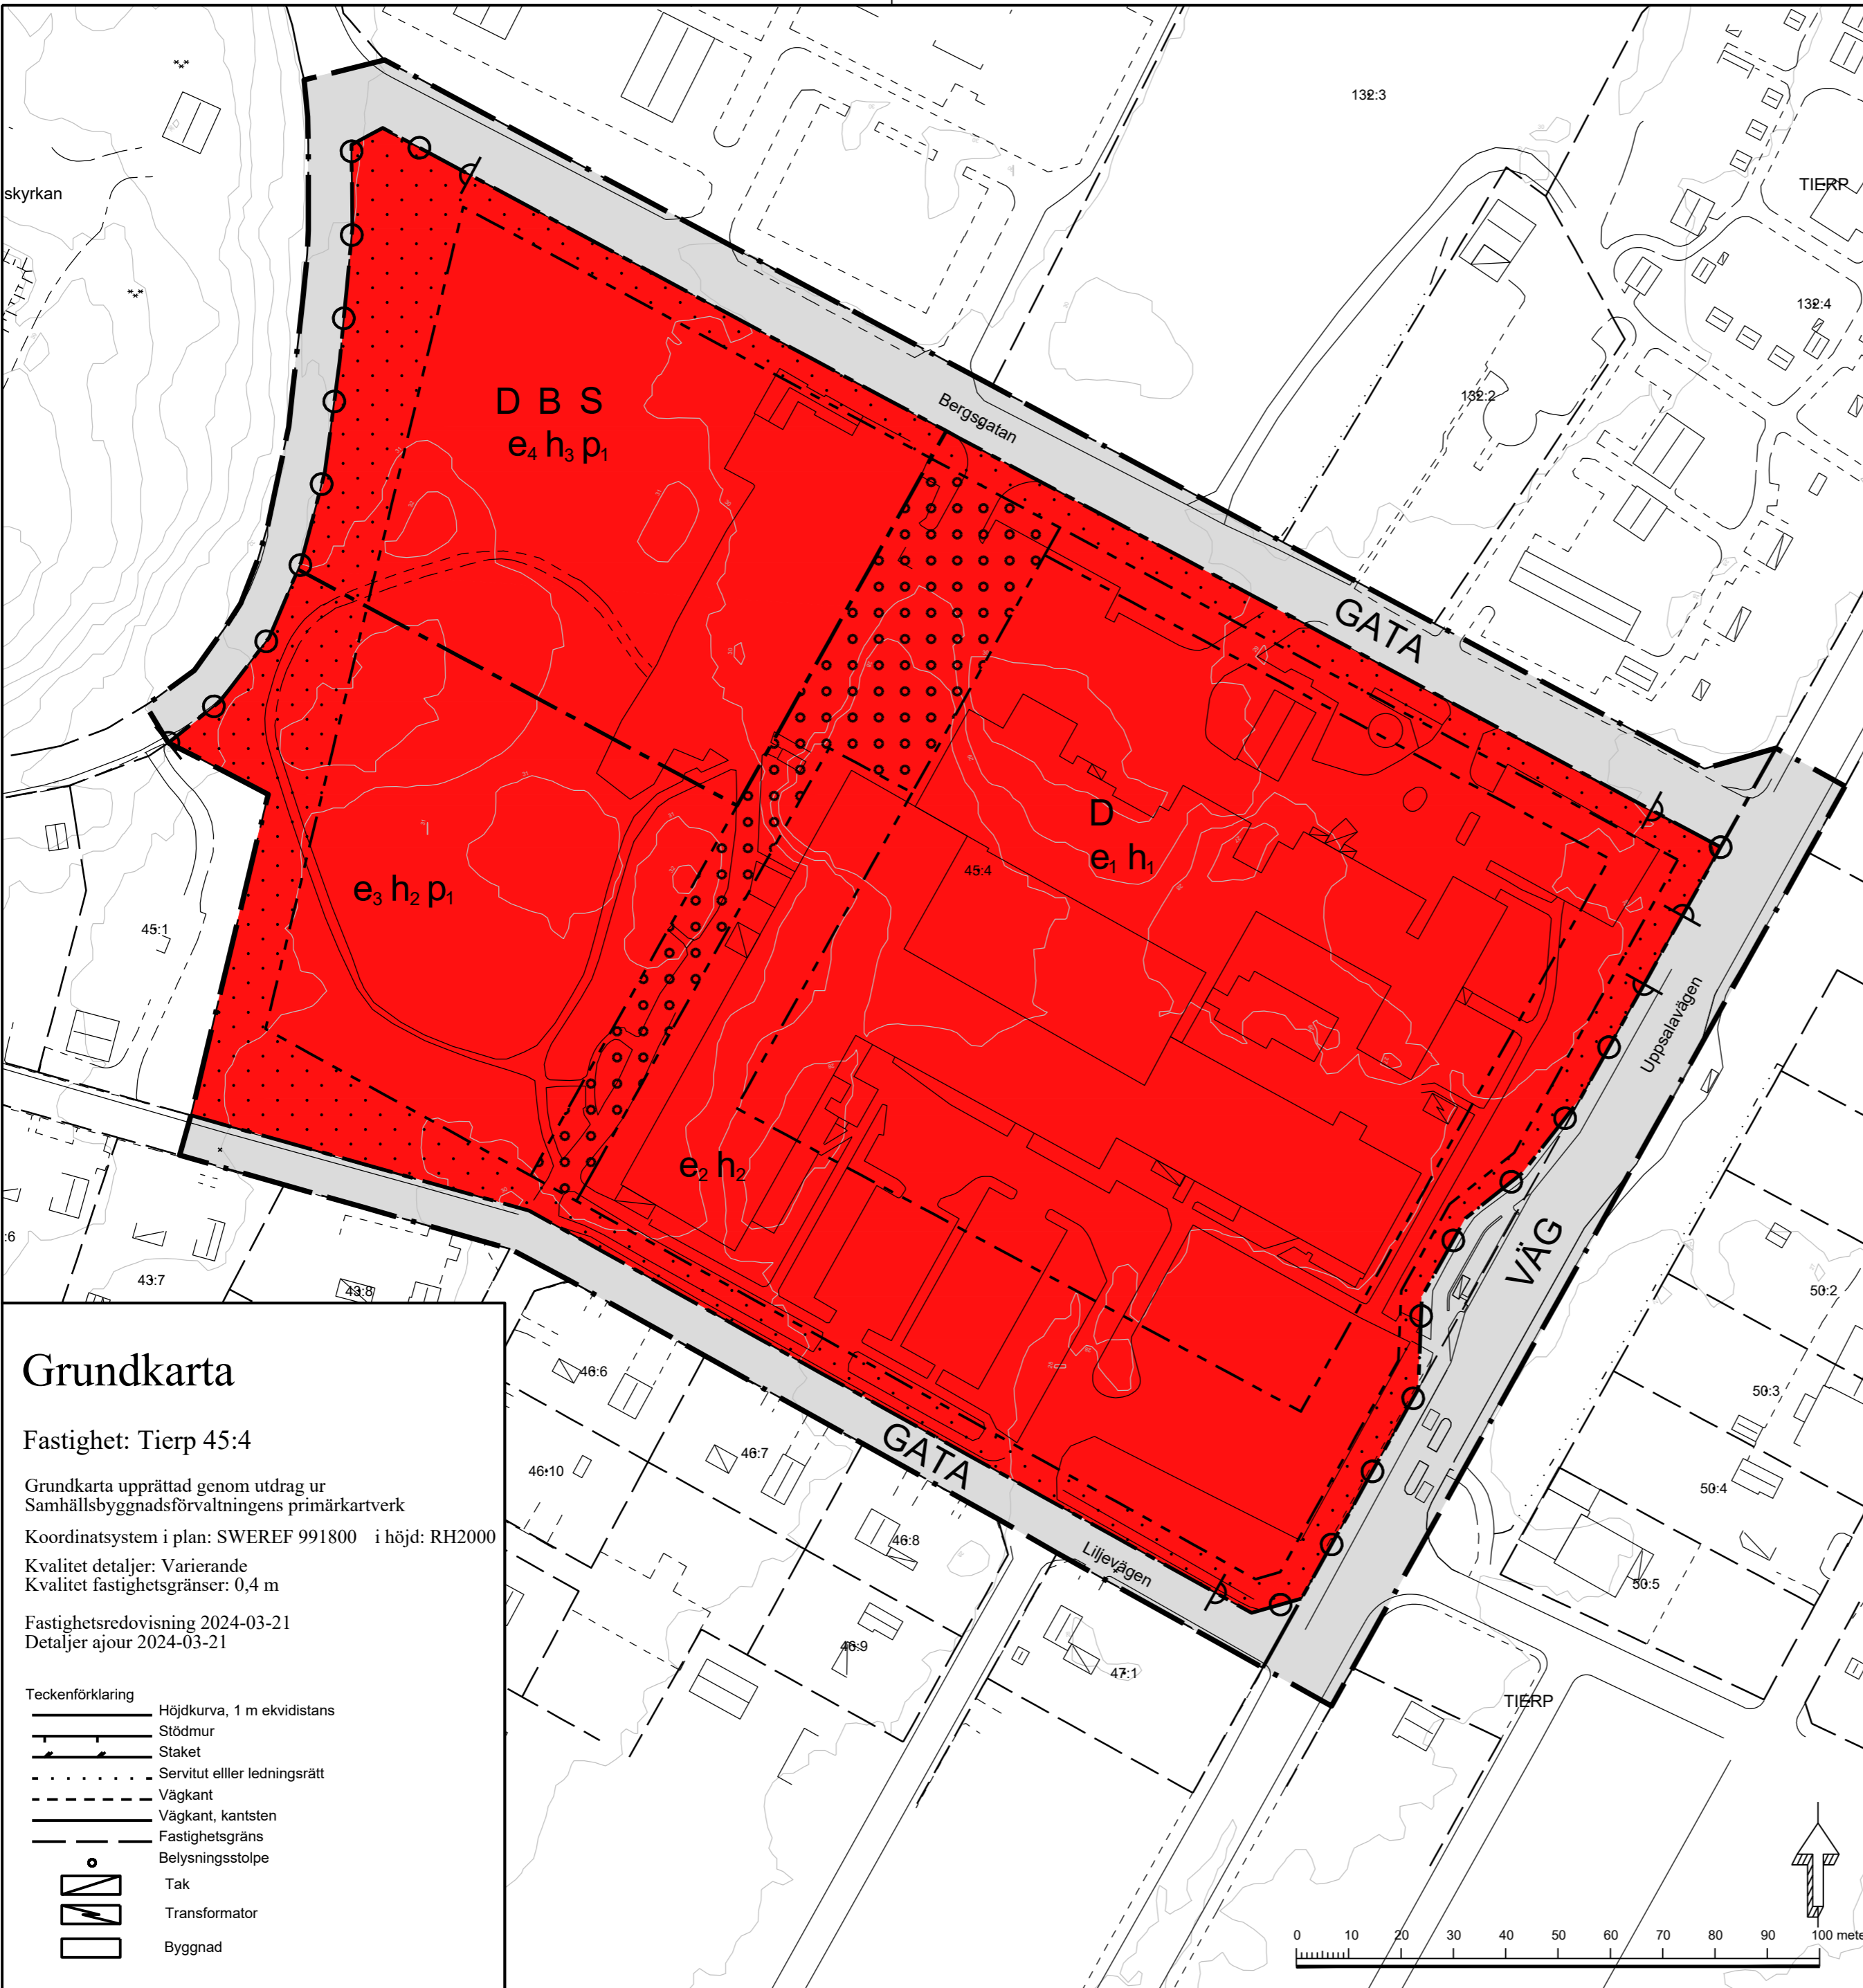 132:3
TIERP
skyrkan
132:4
132:2
D B S
e₄ h₃ p₁
Bergsgatan
GATA
D
e₁ h₁
45:4
e₃ h₂ p₁
45:1
Uppsalavägen
e₂ h₂
VÄG
:6
43:7
43:8
50:2
46:6
50:3
GATA
46:7
46:10
50:4
46:8
Liljevägen
50:5
46:9
47:1
TIERP
Grundkarta
Fastighet: Tierp 45:4
Grundkarta upprättad genom utdrag ur
Samhällsbyggnadsförvaltningens primärkartverk
Koordinatsystem i plan: SWEREF 991800 i höjd: RH2000
Kvalitet detaljer: Varierande
Kvalitet fastighetsgränser: 0,4 m
Fastighetsredovisning 2024-03-21
Detaljer ajour 2024-03-21
Teckenförklaring
Höjdkurva, 1 m ekvidistans
Stödmur
Staket
Servitut elller ledningsrätt
Vägkant
Vägkant, kantsten
Fastighetsgräns
Belysningsstolpe
Tak
Transformator
Byggnad
0 10 20 30 40 50 60 70 80 90 100 mete